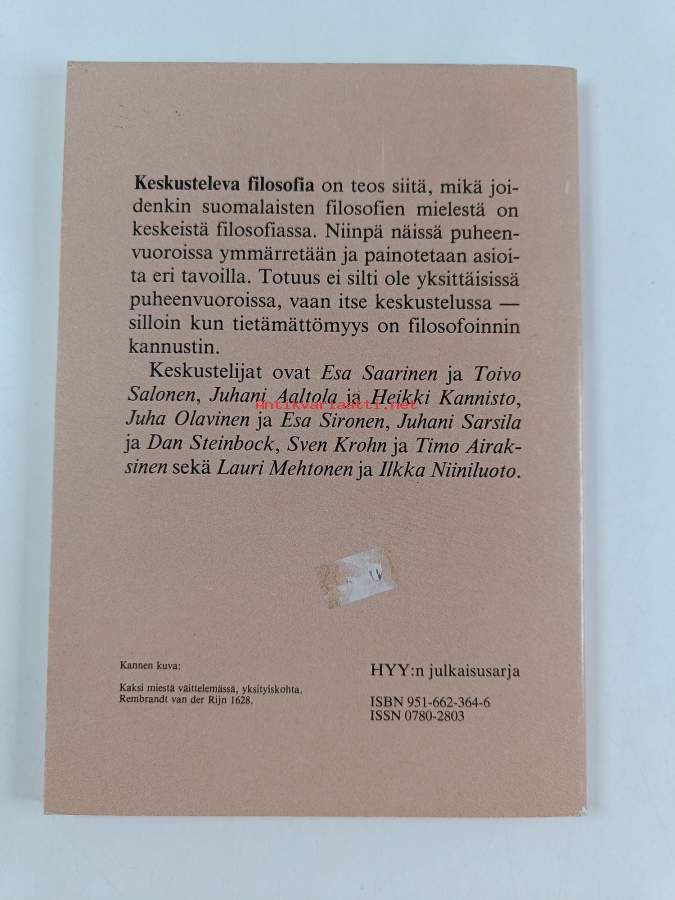 Keskusteleva filosofia on teos siitä, mikä joi-
denkin suomalaisten filosofien mielestä on
keskeistä filosofiassa. Niinpä näissä puheen-
vuoroissa ymmärretään ja painotetaan asioi-
ta eri tavoilla. Totuus ei silti ole yksittäisissä
puheenvuoroissa, vaan itse keskustelussa —
silloin kun tietämättömyys on filosofoinnin
kannustin.
Keskustelijat ovat Esa Saarinen ja Toivo
Salonen, Juhani Aaltola ja Heikki Kannisto,
Antikvariaatti.net
Juha Olavinen ja Esa Sironen, Juhani Sarsila
ja Dan Steinbock, Sven Krohn ja Timo Airak-
sinen sekä Lauri Mehtonen ja Ilkka Niiniluoto.
Kannen kuva:
Kaksi miestä väittelemässä, yksityiskohta.
Rembrandt van der Rijn 1628.
HYY:n julkaisusarja
ISBN 951-662-364-6
ISSN 0780-2803